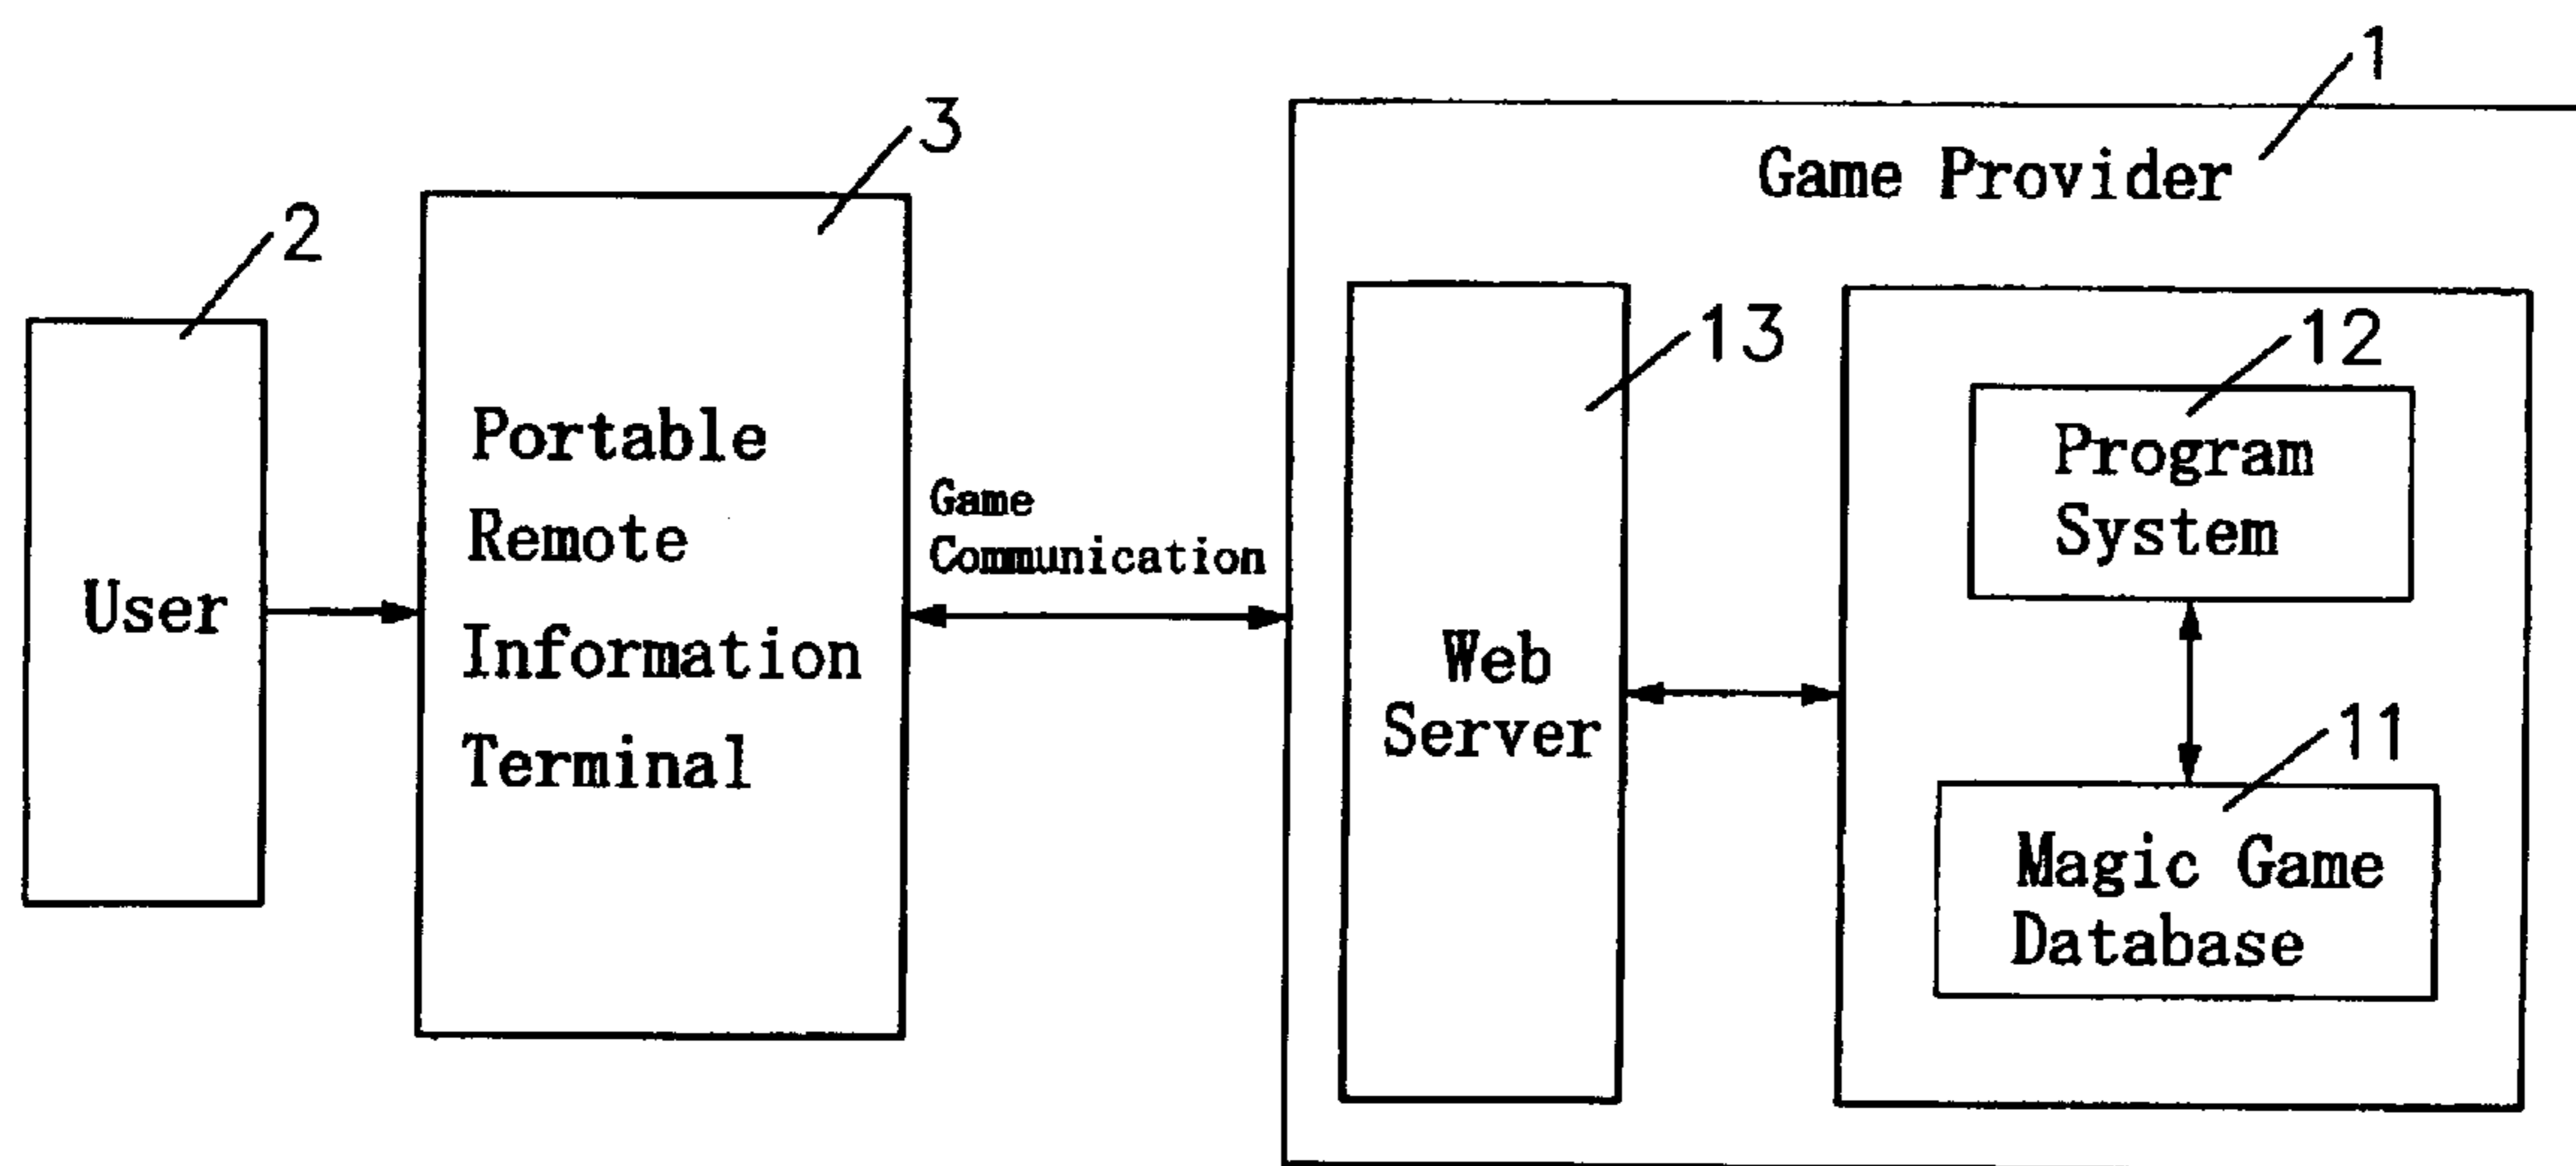 1
3
Game Provider
2
13
12
Portable
Remote
Information
Terminal
Program
System
Game
Communication
User
Web
Server
11
Magic Game
Database